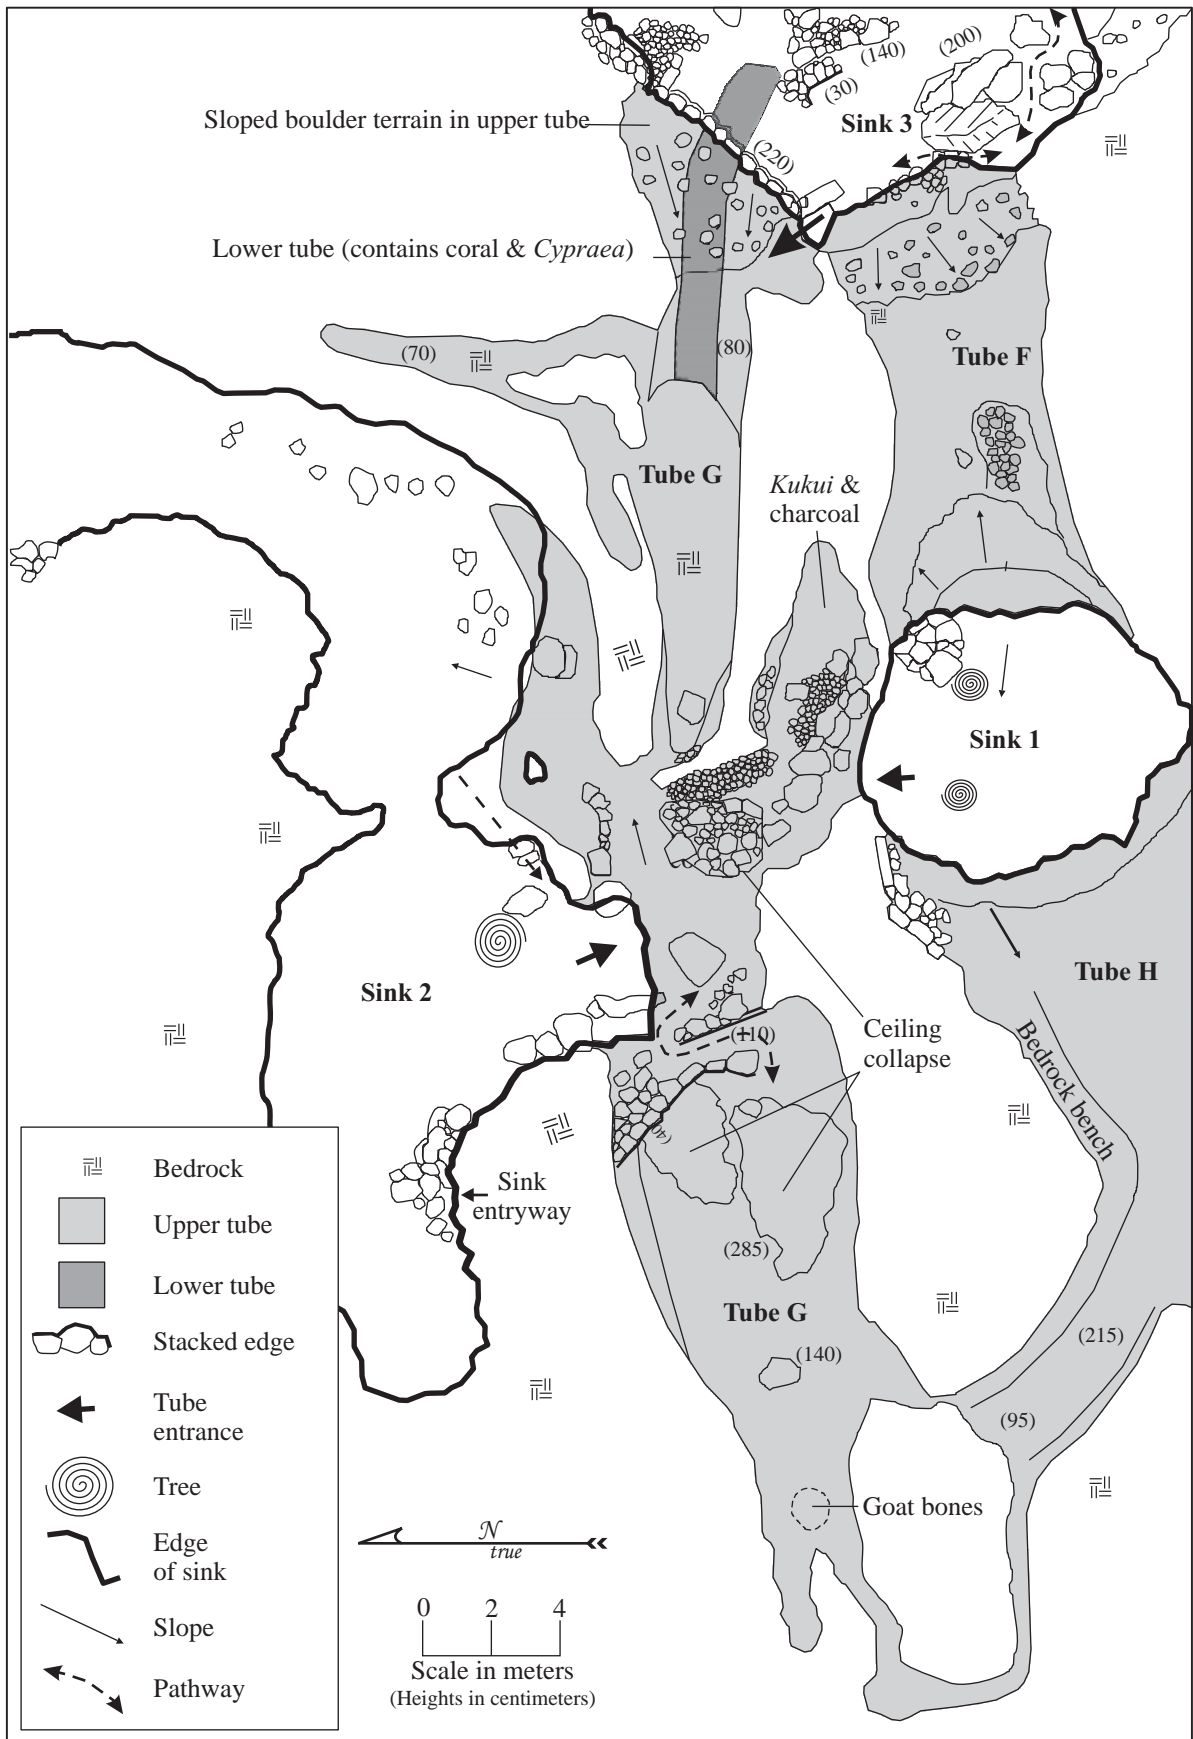 (200)
(140)
(30)
Sink 3
Sloped boulder terrain in upper tube
(220)
Lower tube (contains coral & Cypraea)
(70)
(80)
Tube F
Tube G
Kukui &
charcoal
Sink 1
Tube H
Sink 2
Ceiling
collapse
(110)
Bedrock bench
(40)
Sink
entryway
(285)
Tube G
(215)
(140)
(95)
Goat bones
Bedrock
Upper tube
Lower tube
Stacked edge
Tube
entrance
Tree
Edge
of sink
Slope
Pathway
N
true
0 2 4
Scale in meters
(Heights in centimeters)